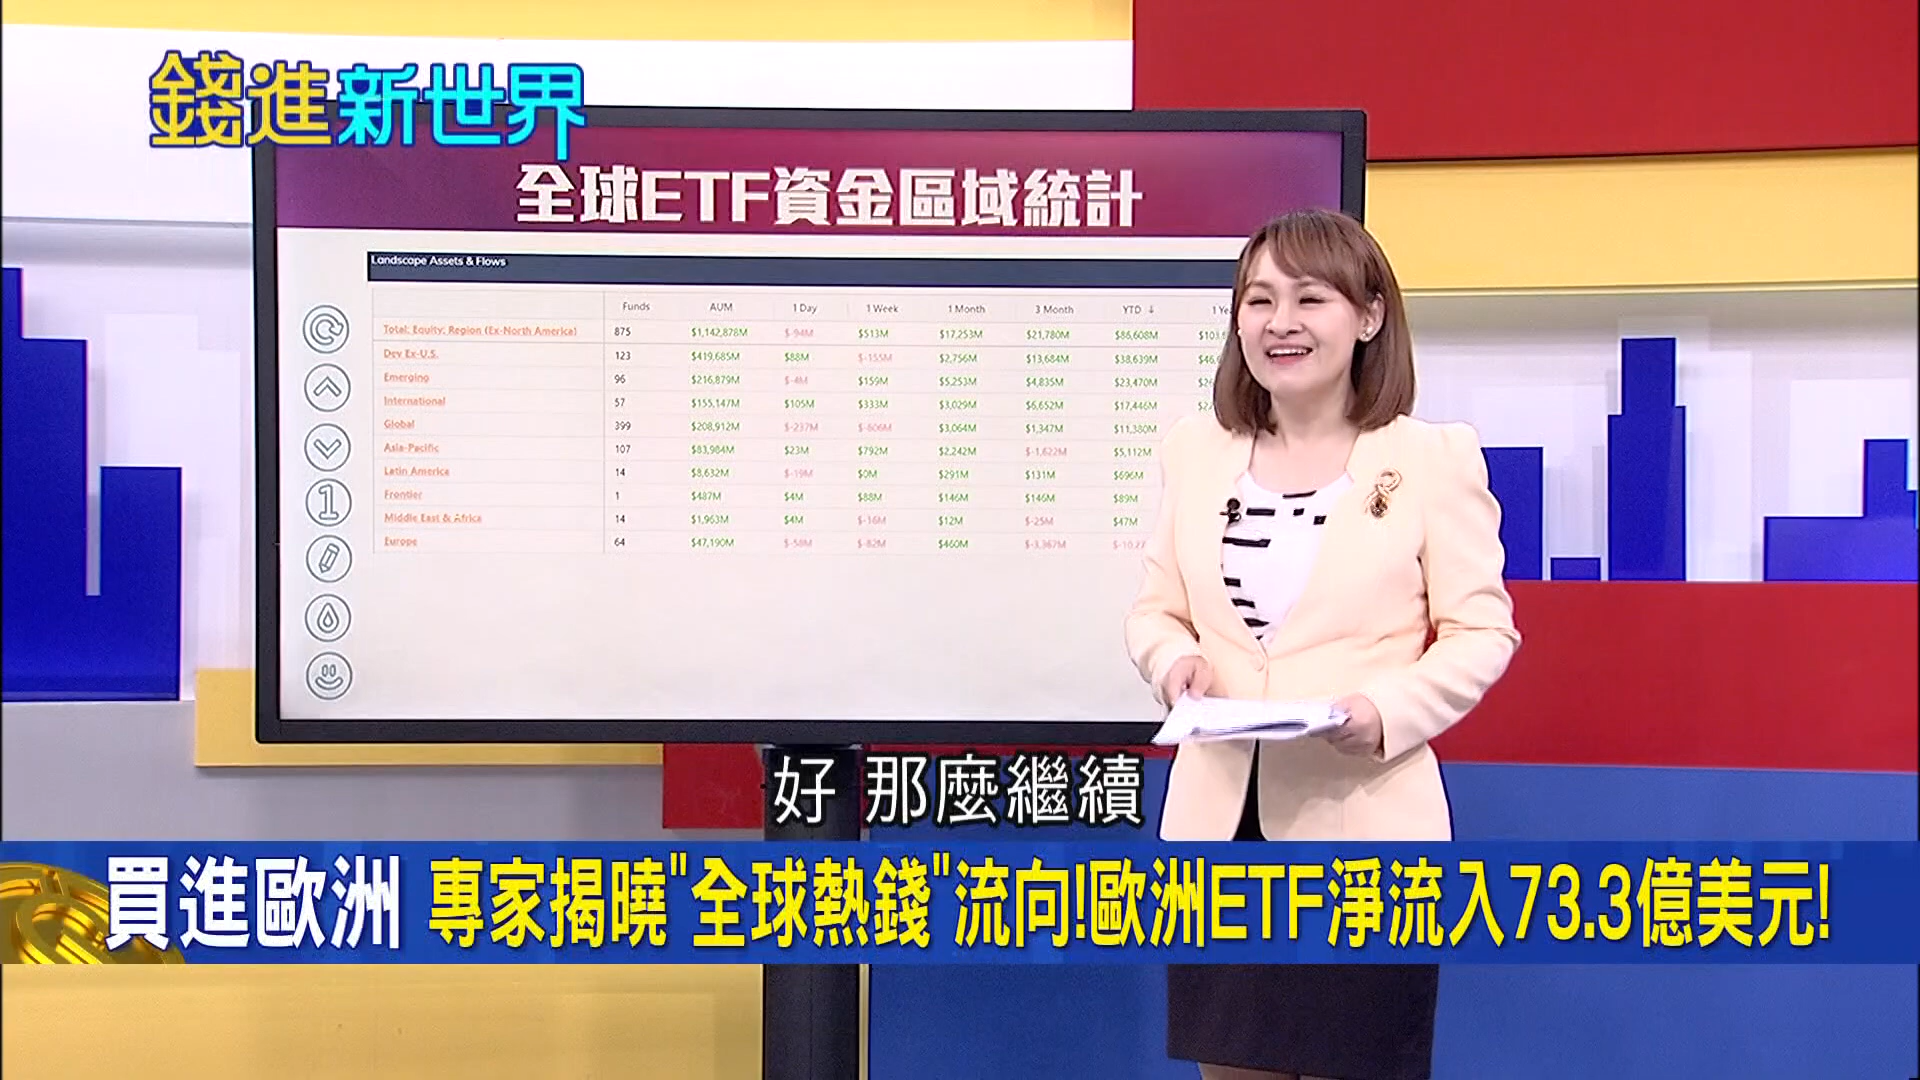 錢進新世界
全球ETF資金區域統計
Landscape Assets & Flows
Funds AUM 1 Day 1 Week 1 Month 3 Month YTD ↓
Total: Equity: Region (Ex-North America) 875 $1,142,878M $-94M $513M $17,253M $21,780M $86,608M
Dev Ex-U.S. 123 $419,685M $88M $-155M $2,756M $13,684M $38,639M
Emerging 96 $216,879M $-4M $159M $5,253M $4,835M $23,470M
International 57 $155,147M $105M $333M $3,029M $6,652M $17,446M
Global 399 $208,912M $-237M $-606M $3,064M $1,347M $11,380M
Asia-Pacific 107 $83,984M $23M $792M $2,242M $-1,622M $5,112M
Latin America 14 $8,632M $-19M $0M $291M $131M $696M
Frontier 1 $487M $4M $88M $146M $146M $89M
Middle East & Africa 14 $1,963M $4M $-16M $12M $-25M $47M
Europe 64 $47,190M $-58M $-82M $460M $-3,367M
1
好 那麼繼續
買進歐洲 專家揭曉"全球熱錢"流向!歐洲ETF淨流入73.3億美元!